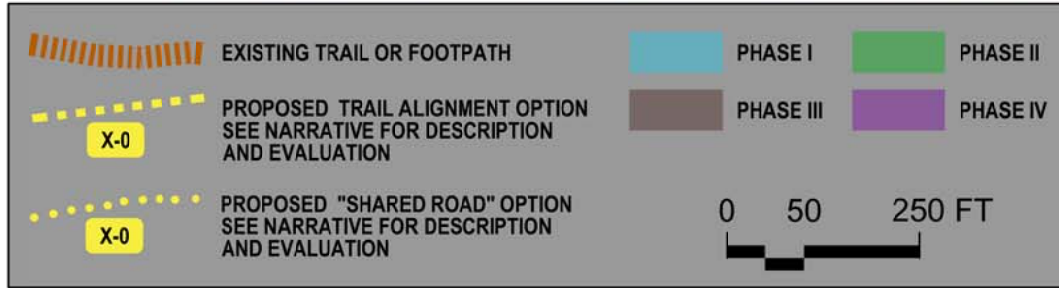 EXISTING TRAIL OR FOOTPATH
PROPOSED TRAIL ALIGNMENT OPTION
SEE NARRATIVE FOR DESCRIPTION
AND EVALUATION
X-0
PROPOSED "SHARED ROAD" OPTION
SEE NARRATIVE FOR DESCRIPTION
AND EVALUATION
X-0
PHASE I PHASE II
PHASE III PHASE IV
0 50 250 FT